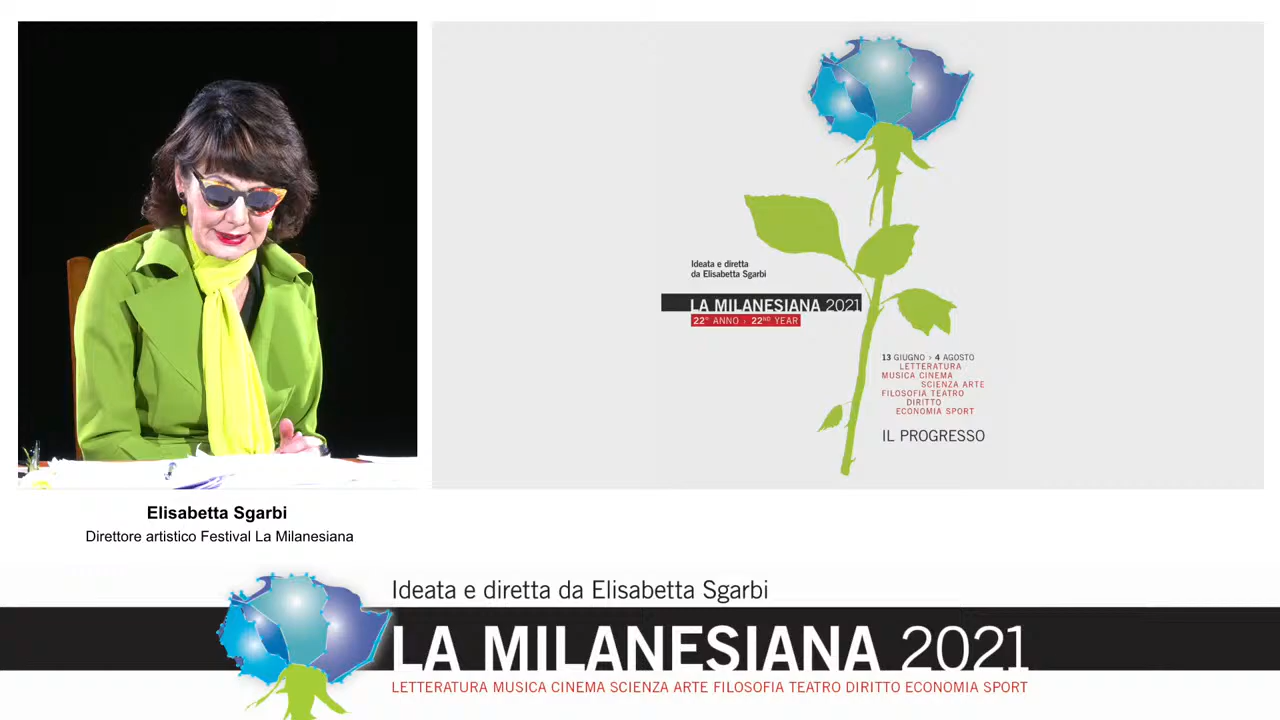 Elisabetta Sgarbi
Direttore artistico Festival La Milanesiana
Ideata e diretta
da Elisabetta Sgarbi
LA MILANESIANA 2021
22° ANNO › 22ND YEAR
13 GIUGNO › 4 AGOSTO
LETTERATURA
MUSICA CINEMA
SCIENZA ARTE
FILOSOFIA TEATRO
DIRITTO
ECONOMIA SPORT
IL PROGRESSO
Ideata e diretta da Elisabetta Sgarbi
LA MILANESIANA 2021
LETTERATURA MUSICA CINEMA SCIENZA ARTE FILOSOFIA TEATRO DIRITTO ECONOMIA SPORT